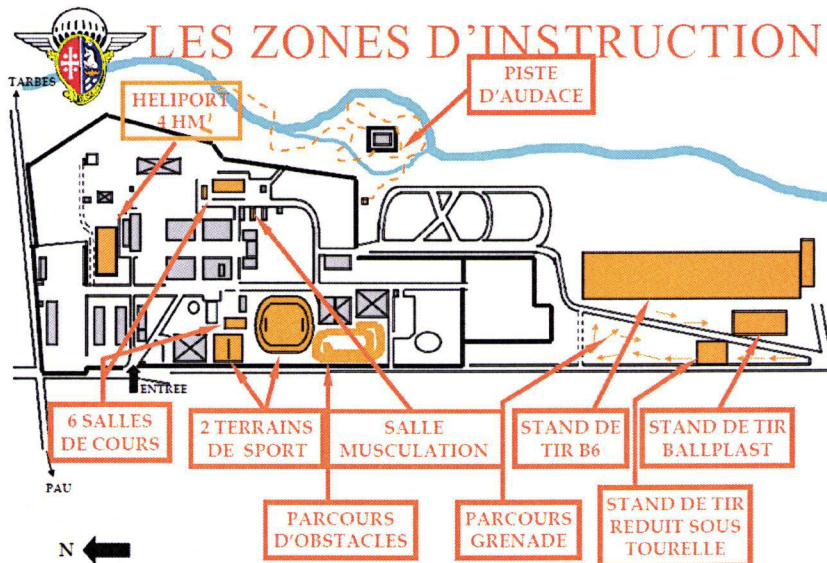 LES ZONES D'INSTRUCTION
TARBES
HELIPORT
4 HM
PISTE
D'AUDACE
ENTREE
6 SALLES
DE COURS
2 TERRAINS
DE SPORT
SALLE
MUSCULATION
STAND DE
TIR B6
STAND DE TIR
BALLPLAST
PAU
PARCOURS
D'OBSTACLES
PARCOURS
GRENADE
STAND DE TIR
REDUIT SOUS
TOURELLE
N